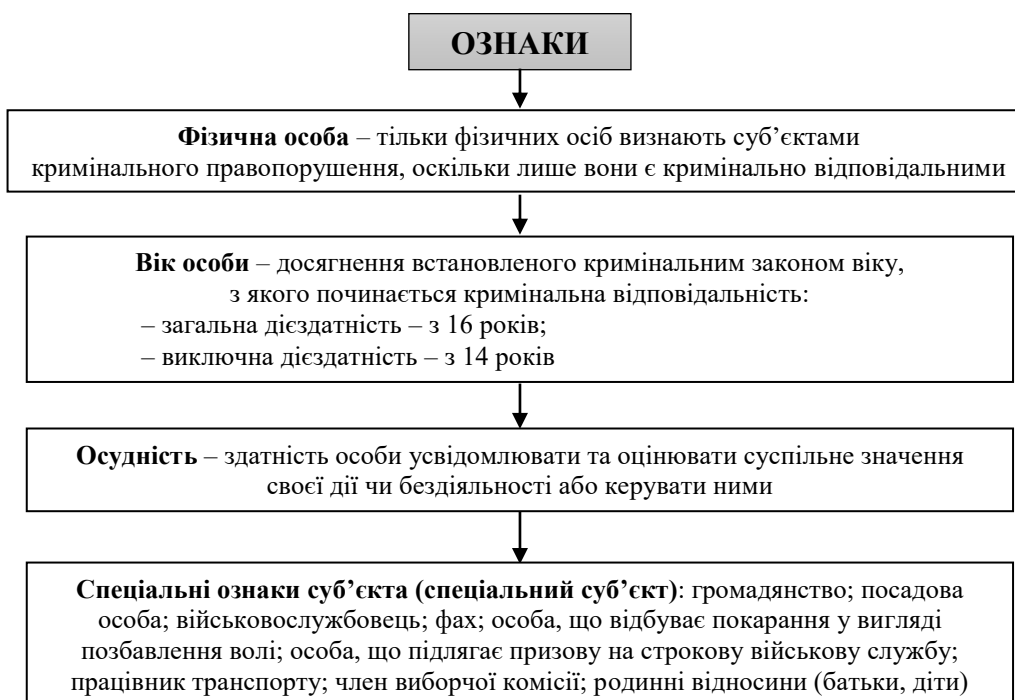 ОЗНАКИ
Фізична особа – тільки фізичних осіб визнають суб’єктами
кримінального правопорушення, оскільки лише вони є кримінально відповідальними
Вік особи – досягнення встановленого кримінальним законом віку,
з якого починається кримінальна відповідальність:
– загальна дієздатність – з 16 років;
– виключна дієздатність – з 14 років
Осудність – здатність особи усвідомлювати та оцінювати суспільне значення
своєї дії чи бездіяльності або керувати ними
Спеціальні ознаки суб’єкта (спеціальний суб’єкт): громадянство; посадова
особа; військовослужбовець; фах; особа, що відбуває покарання у вигляді
позбавлення волі; особа, що підлягає призову на строкову військову службу;
працівник транспорту; член виборчої комісії; родинні відносини (батьки, діти)